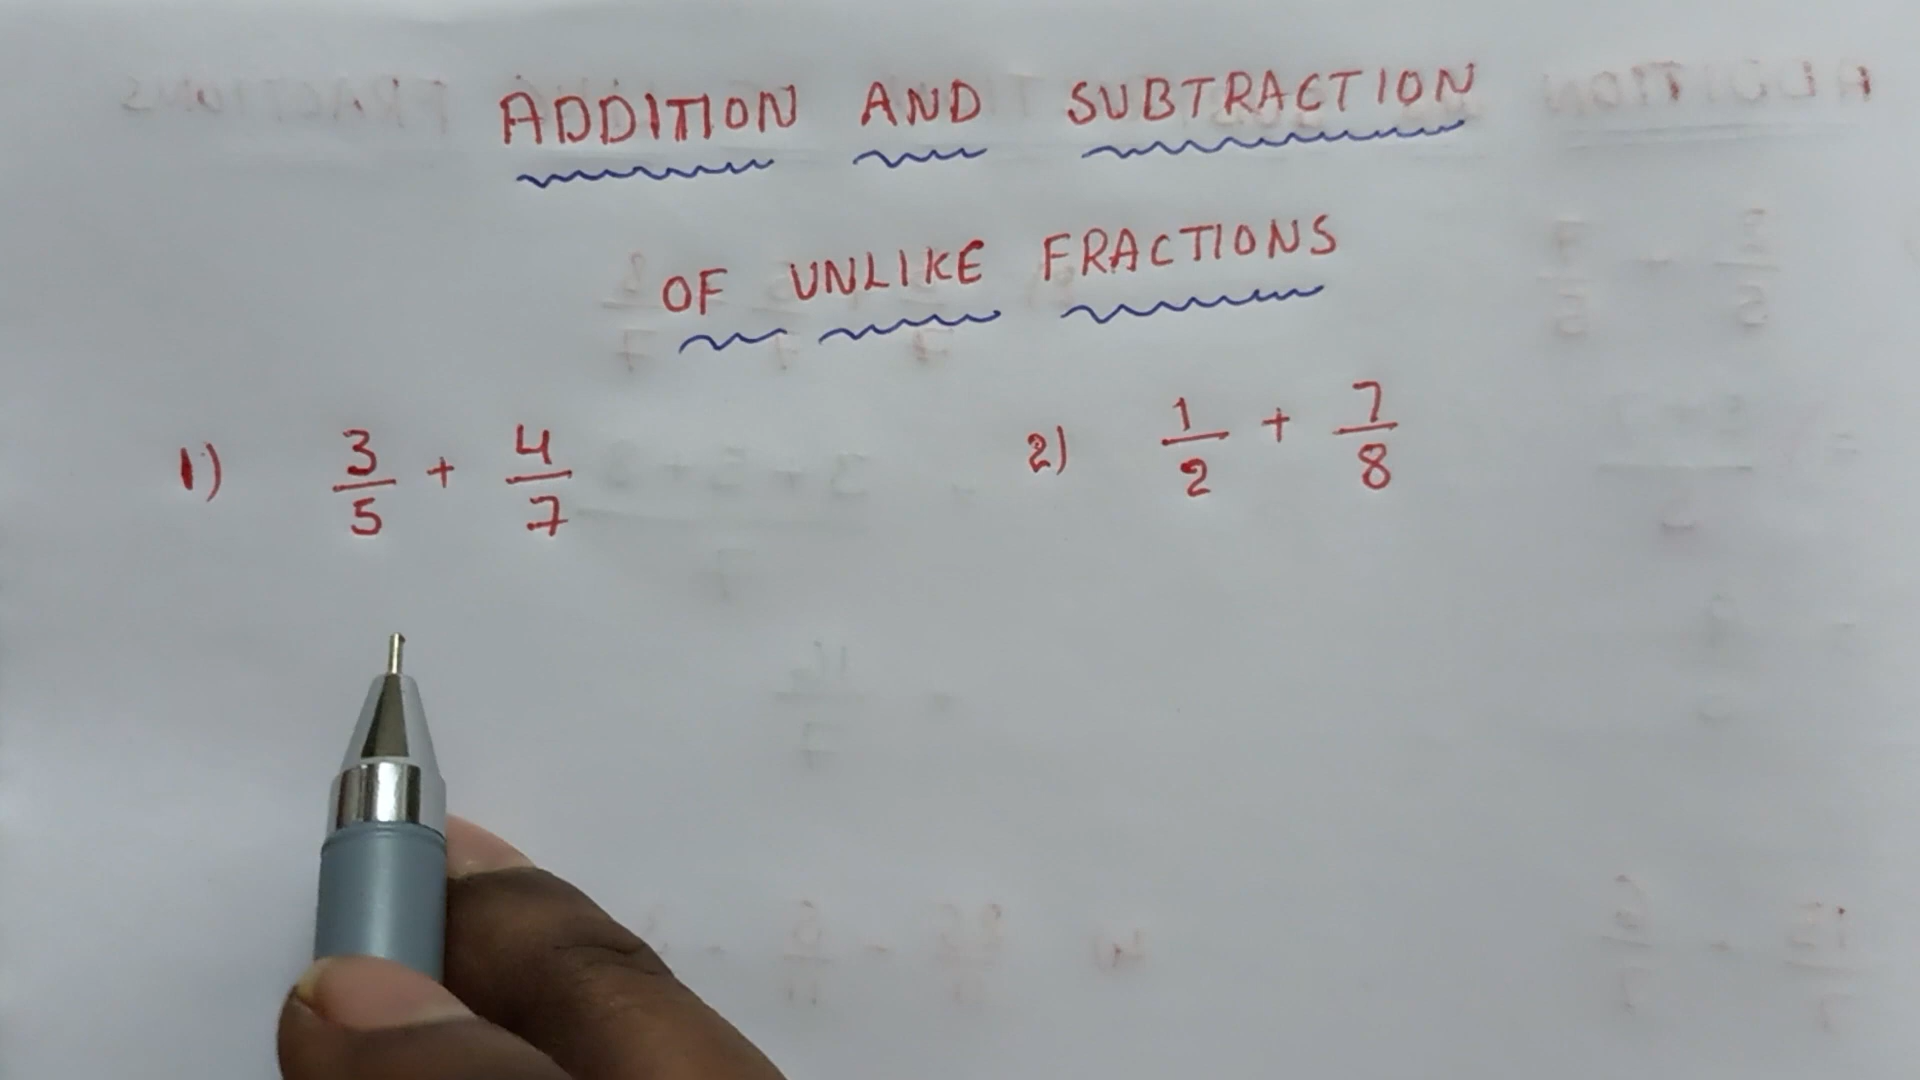 ADDITION AND SUBTRACTION
OF UNLIKE FRACTIONS
1) 3/5 + 4/7
2) 1/2 + 7/8